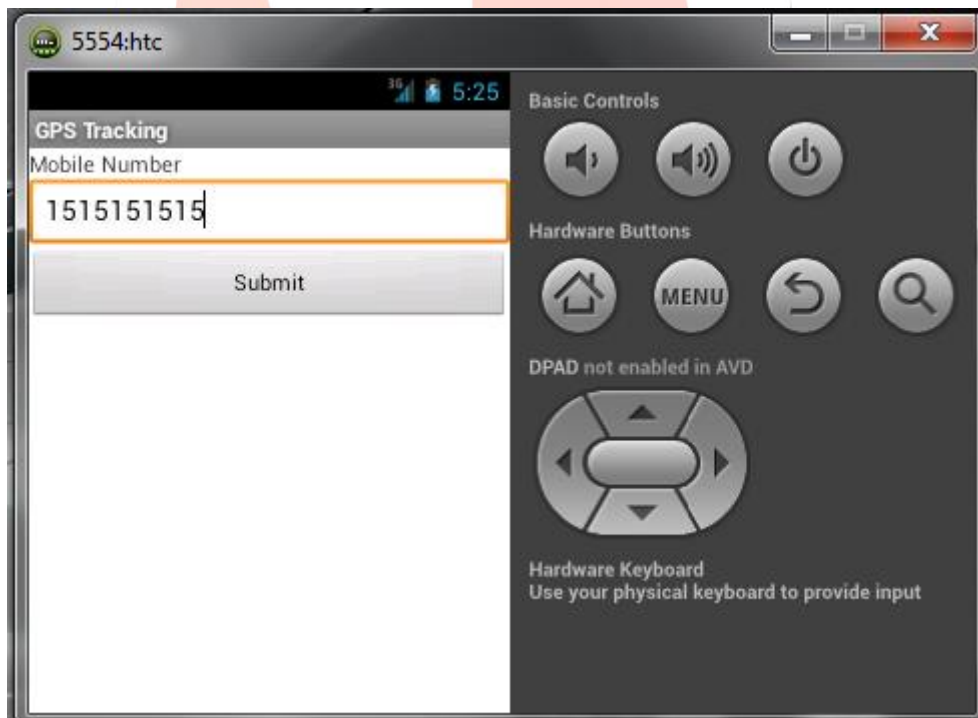 5554:htc
3G 5:25
GPS Tracking
Mobile Number
1515151515
Submit
Basic Controls
Hardware Buttons
MENU
DPAD not enabled in AVD
Hardware Keyboard
Use your physical keyboard to provide input